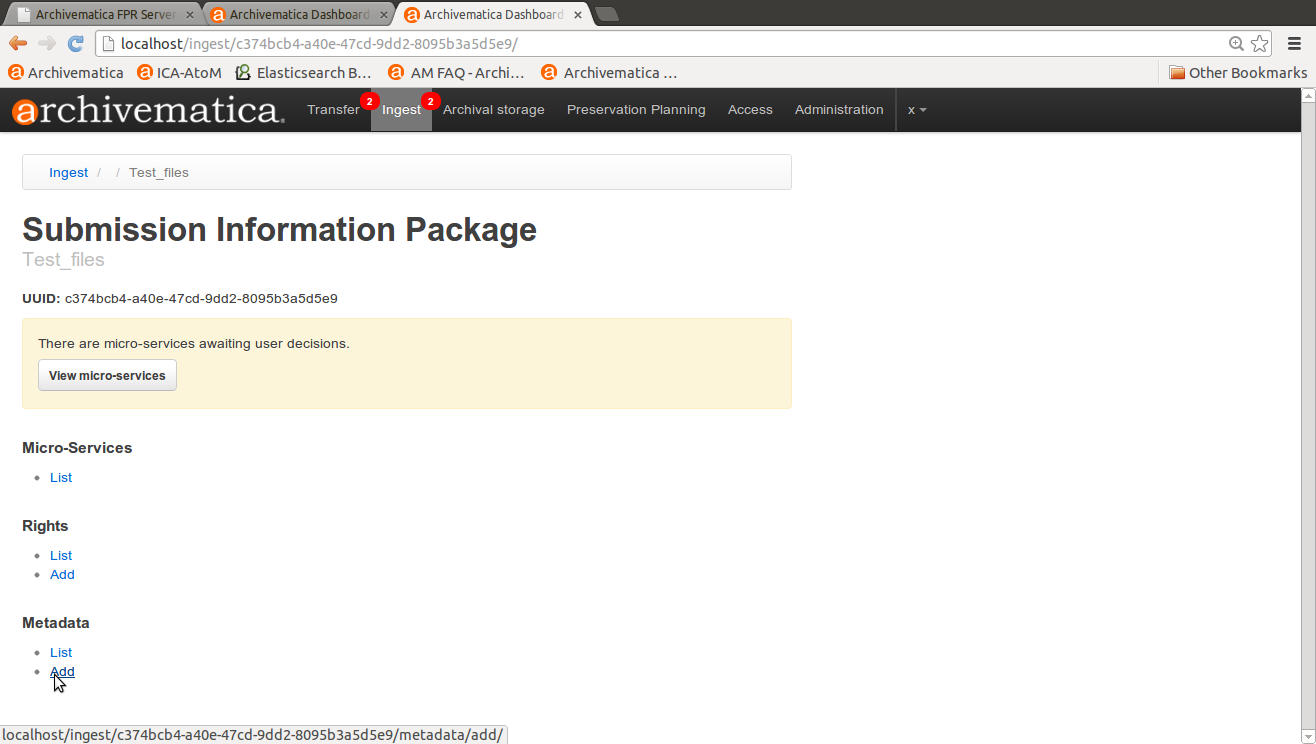 Archivematica FPR Server
Archivematica Dashboard
Archivematica Dashboard
localhost/ingest/c374bcb4-a40e-47cd-9dd2-8095b3a5d5e9/
Archivematica ICA-AtoM Elasticsearch B... AM FAQ - Archi... Archivematica ... Other Bookmarks
archivematica. Transfer 2 Ingest 2 Archival storage Preservation Planning Access Administration x
Ingest / / Test_files
Submission Information Package
Test_files
UUID: c374bcb4-a40e-47cd-9dd2-8095b3a5d5e9
There are micro-services awaiting user decisions.
View micro-services
Micro-Services
List
Rights
List
Add
Metadata
List
Add
localhost/ingest/c374bcb4-a40e-47cd-9dd2-8095b3a5d5e9/metadata/add/